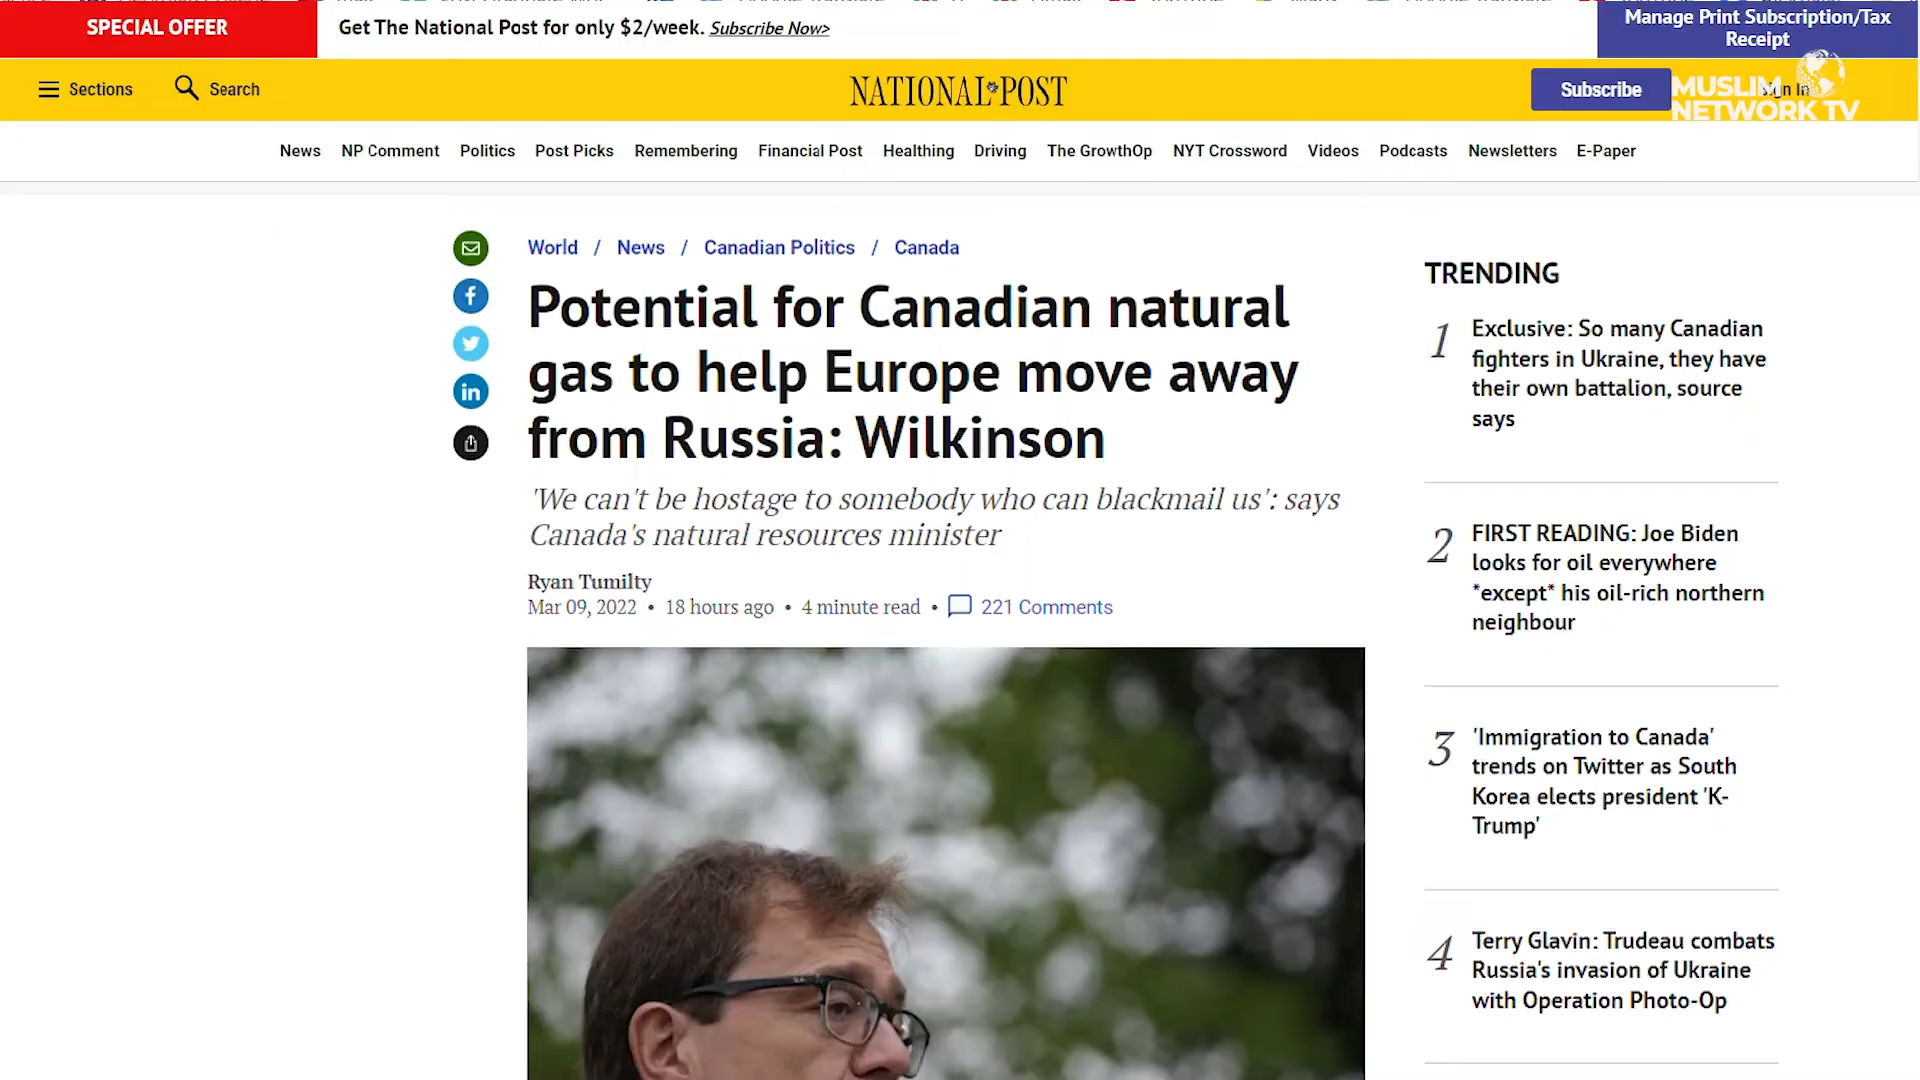 SPECIAL OFFER
Get The National Post for only $2/week. Subscribe Now>
Manage Print Subscription/Tax
Receipt
Sections
Search
NATIONAL POST
Subscribe
MUSLIM
NETWORK TV
News
NP Comment
Politics
Post Picks
Remembering
Financial Post
Healthing
Driving
The GrowthOp
NYT Crossword
Videos
Podcasts
Newsletters
E-Paper
World / News / Canadian Politics / Canada
Potential for Canadian natural
gas to help Europe move away
from Russia: Wilkinson
'We can't be hostage to somebody who can blackmail us': says
Canada's natural resources minister
Ryan Tumilty
Mar 09, 2022 • 18 hours ago • 4 minute read • 221 Comments
TRENDING
1
Exclusive: So many Canadian
fighters in Ukraine, they have
their own battalion, source
says
2
FIRST READING: Joe Biden
looks for oil everywhere
*except* his oil-rich northern
neighbour
3
'Immigration to Canada'
trends on Twitter as South
Korea elects president 'K-
Trump'
4
Terry Glavin: Trudeau combats
Russia's invasion of Ukraine
with Operation Photo-Op